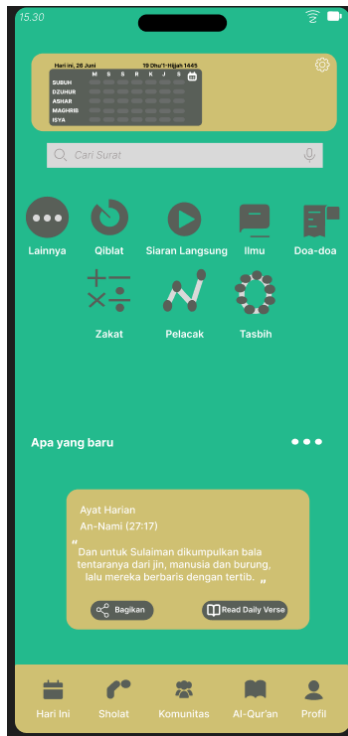 15.30
Hari ini, 26 Juni 19 Dhu'l-Hijjah 1445
M S S R K J S
SUBUH
DZUHUR
ASHAR
MAGHRIB
ISYA
Cari Surat
Lainnya Qiblat Siaran Langsung Ilmu Doa-doa
Zakat Pelacak Tasbih
Apa yang baru
Ayat Harian
An-Nami (27:17)
"
Dan untuk Sulaiman dikumpulkan bala
tentaranya dari jin, manusia dan burung,
lalu mereka berbaris dengan tertib. "
Bagikan Read Daily Verse
Hari Ini Sholat Komunitas Al-Qur'an Profil